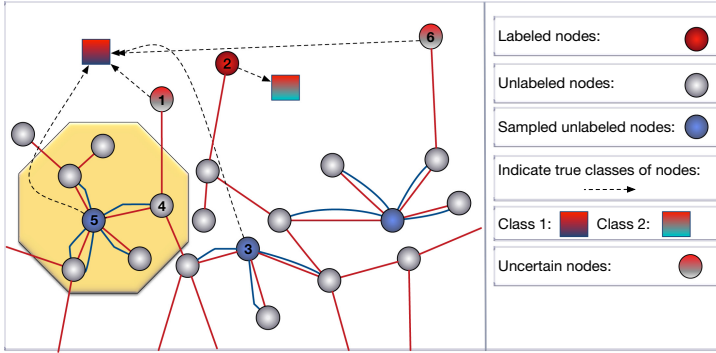 6
2
1
5
4
3
Labeled nodes:
Unlabeled nodes:
Sampled unlabeled nodes:
Indicate true classes of nodes:
Class 1: Class 2:
Uncertain nodes: